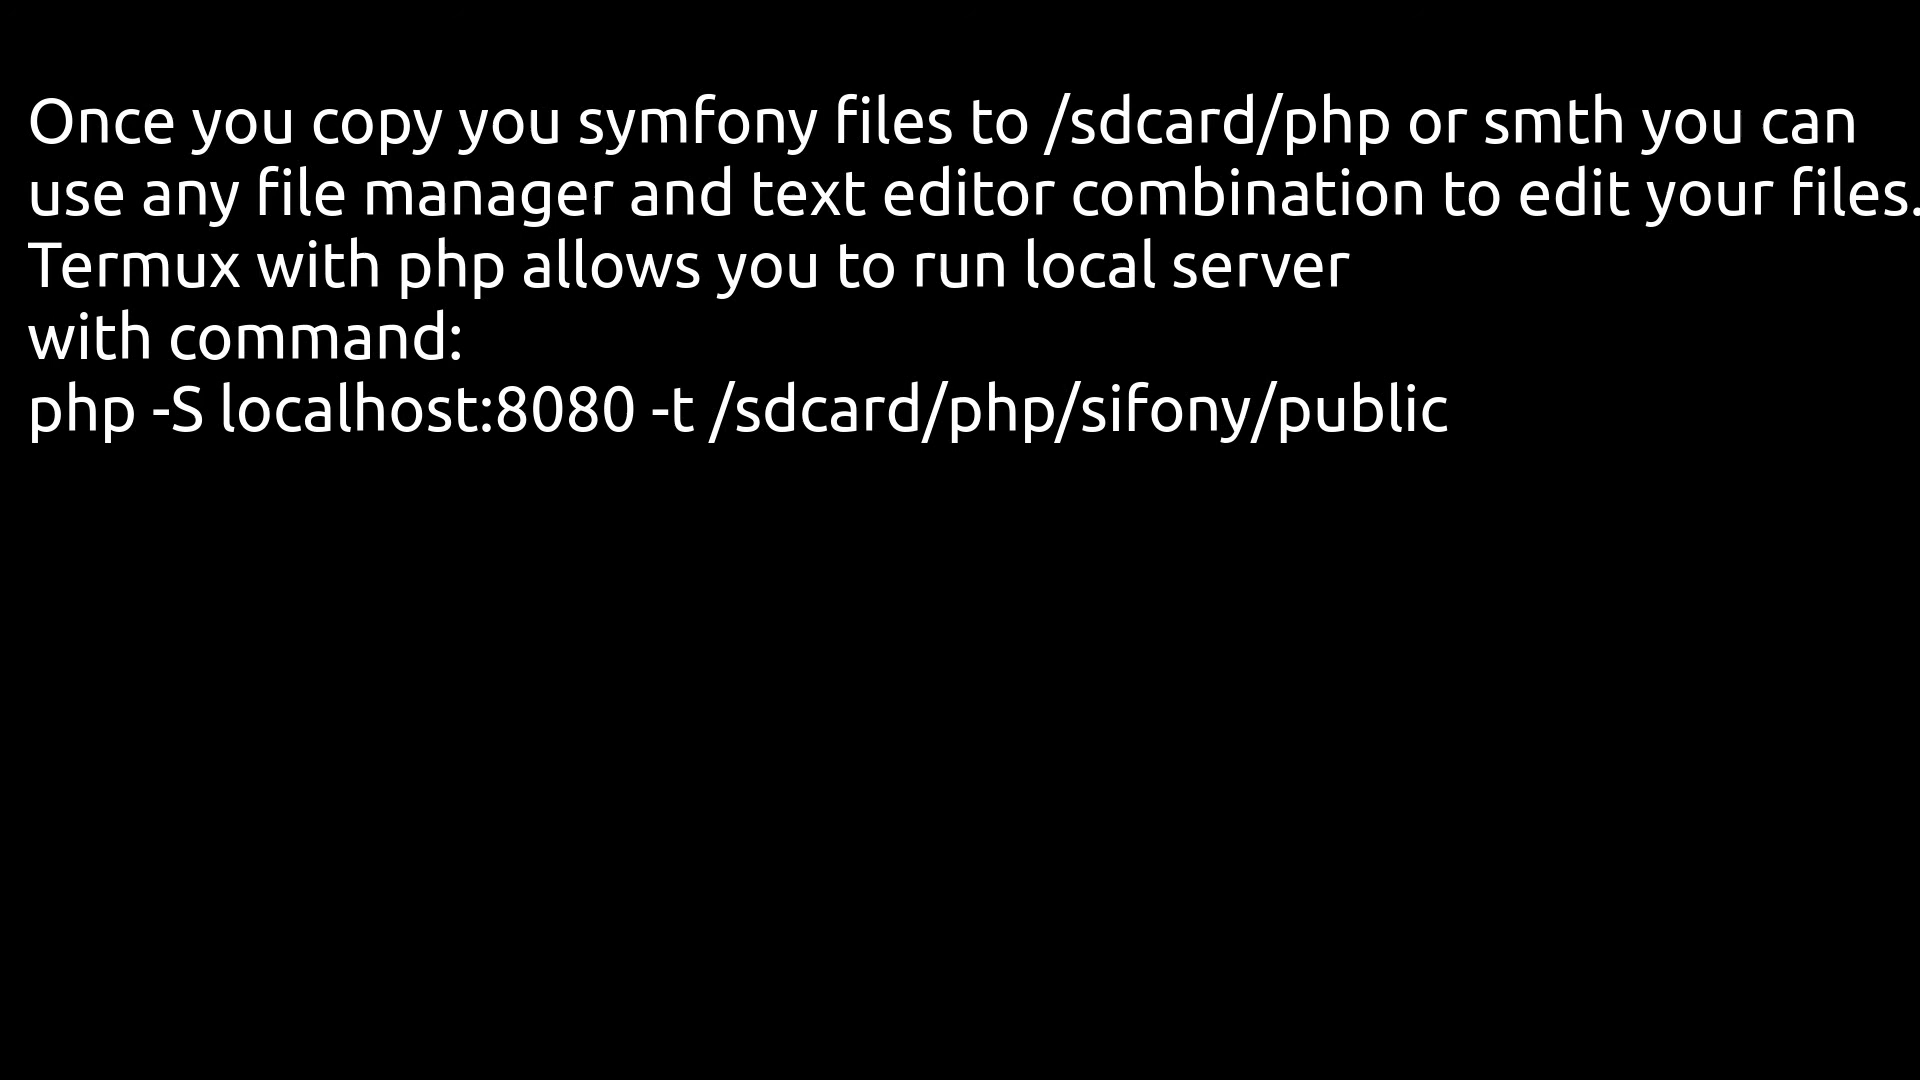 Once you copy you symfony files to /sdcard/php or smth you can
use any file manager and text editor combination to edit your files.
Termux with php allows you to run local server
with command:
php -S localhost:8080 -t /sdcard/php/sifony/public